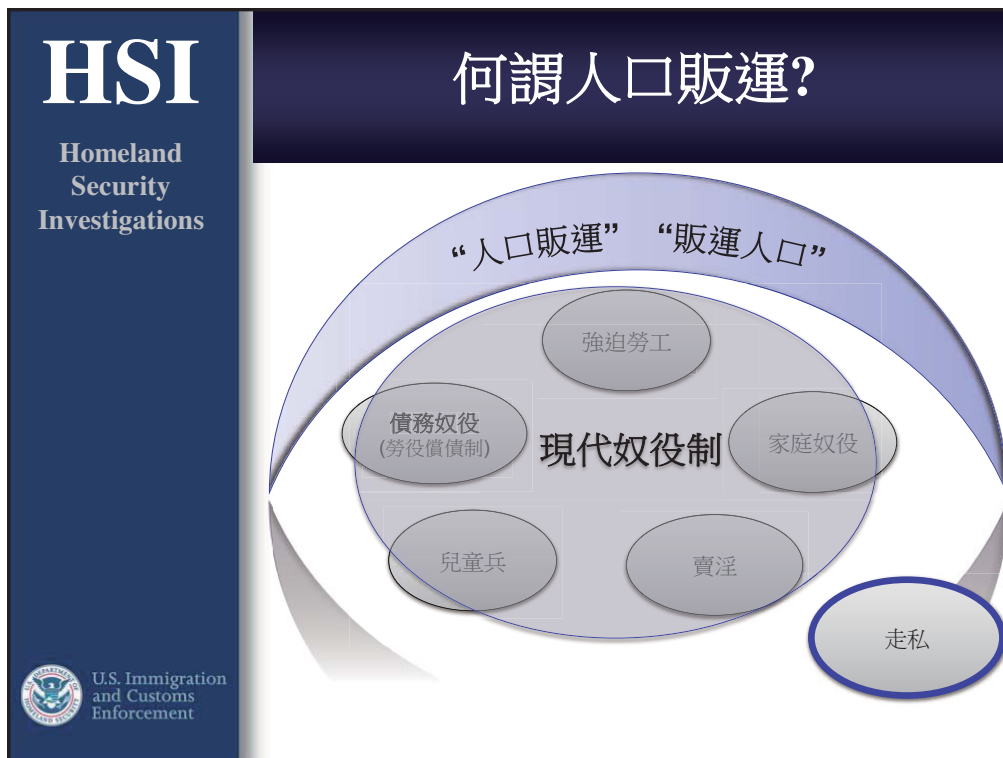 HSI
Homeland
Security
Investigations
何謂人口販運?
“人口販運” “販運人口”
強迫勞工
債務奴役
(勞役償債制)
現代奴役制
家庭奴役
兒童兵
賣淫
走私
U.S. Immigration
and Customs
Enforcement